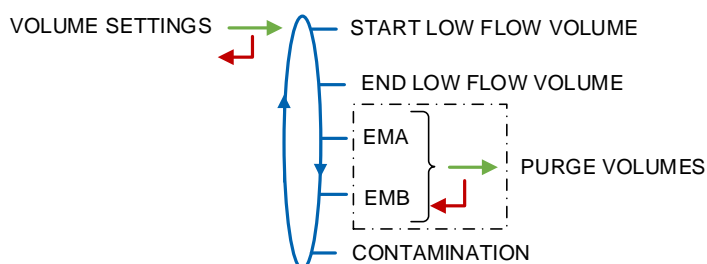 VOLUME SETTINGS
START LOW FLOW VOLUME
END LOW FLOW VOLUME
EMA
PURGE VOLUMES
EMB
CONTAMINATION